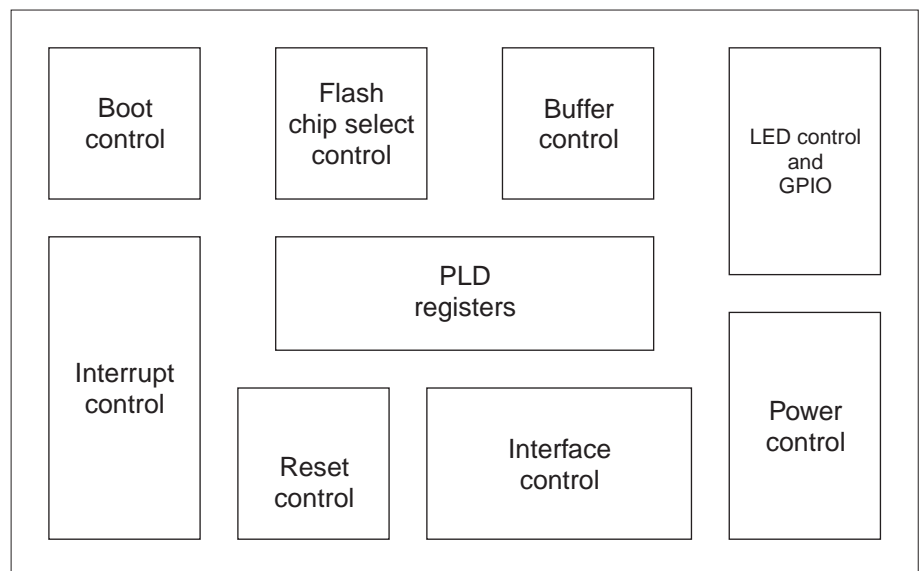 Boot
control
Flash
chip select
control
Buffer
control
LED control
and
GPIO
PLD
registers
Interrupt
control
Reset
control
Interface
control
Power
control